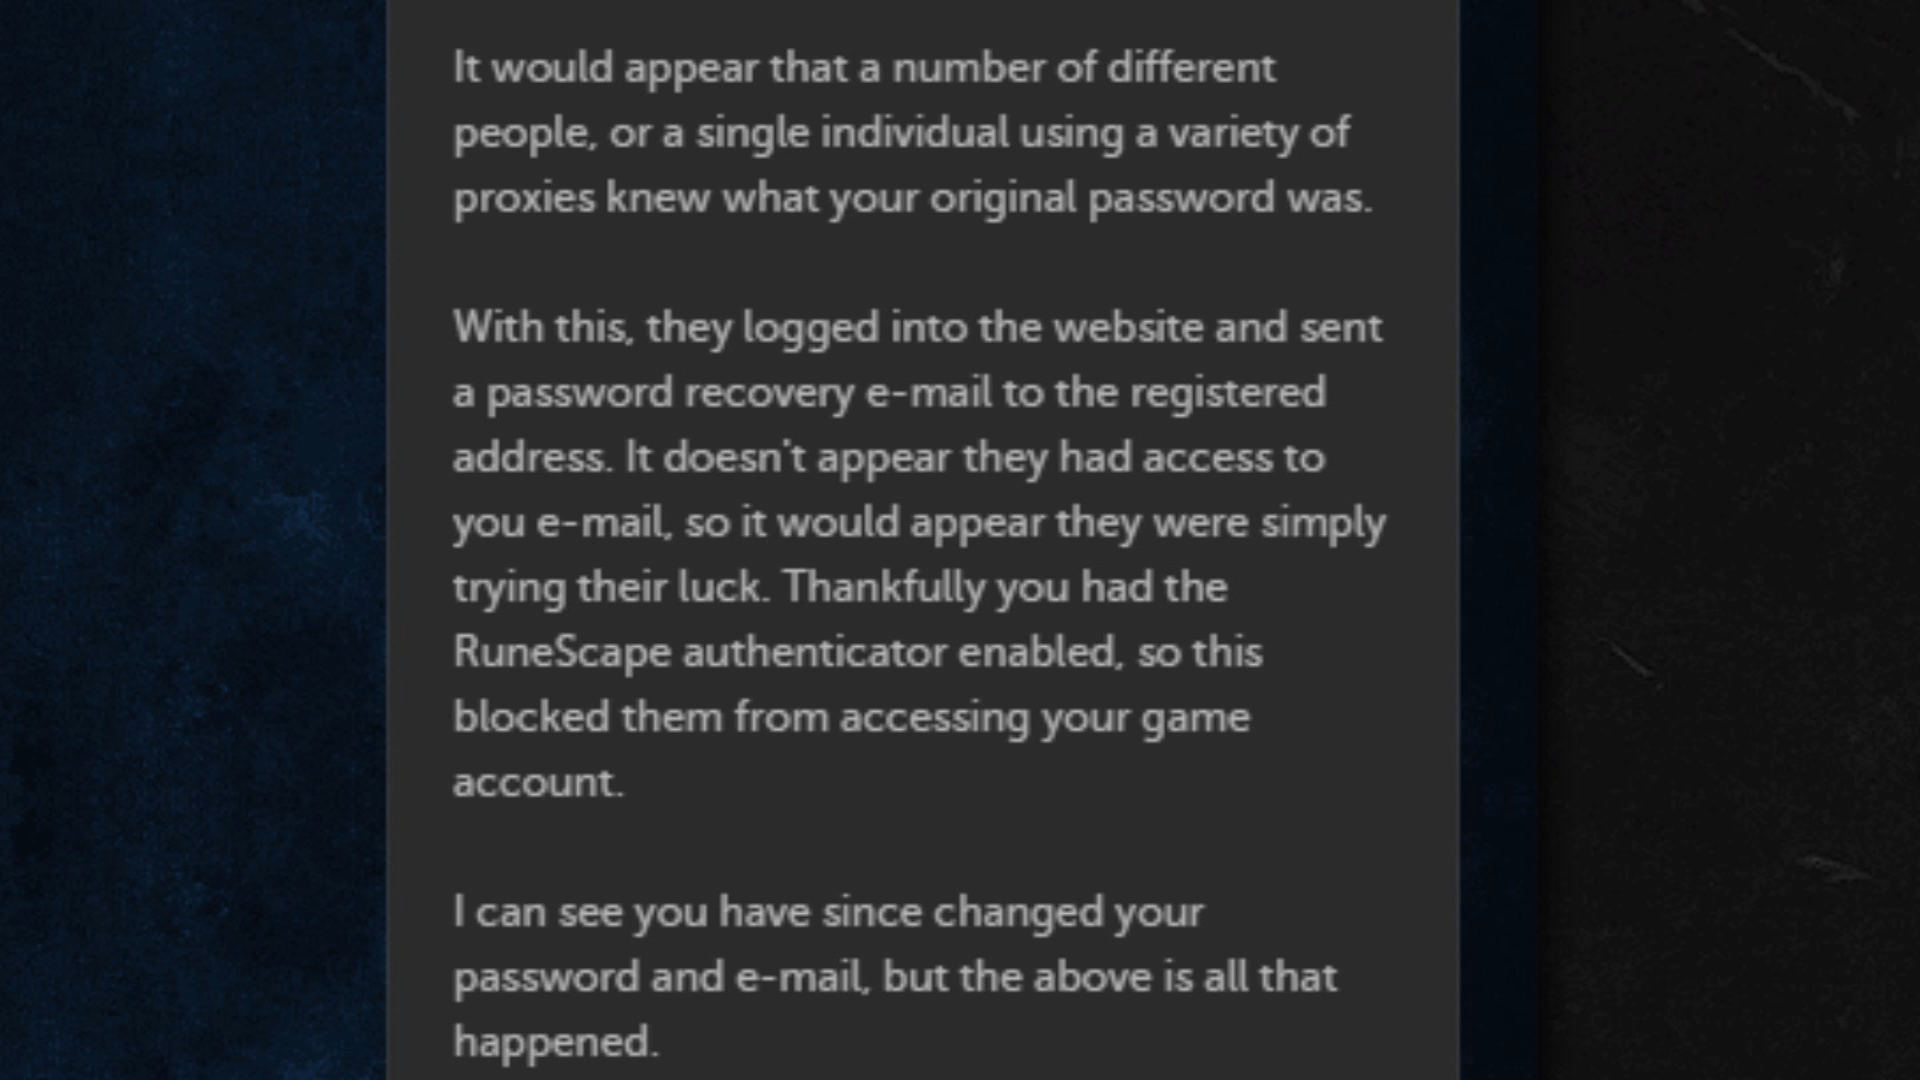 It would appear that a number of different
people, or a single individual using a variety of
proxies knew what your original password was.
With this, they logged into the website and sent
a password recovery e-mail to the registered
address. It doesn't appear they had access to
you e-mail, so it would appear they were simply
trying their luck. Thankfully you had the
RuneScape authenticator enabled, so this
blocked them from accessing your game
account.
I can see you have since changed your
password and e-mail, but the above is all that
happened.